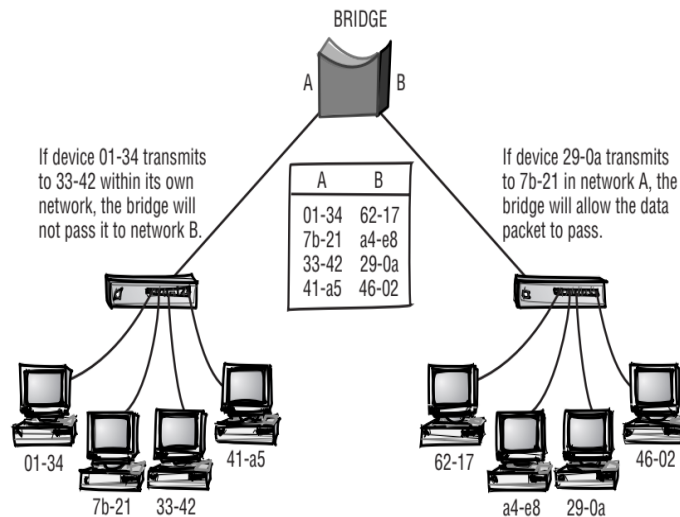 BRIDGE
A
B
If device 01-34 transmits
to 33-42 within its own
network, the bridge will
not pass it to network B.
A B
01-34 62-17
7b-21 a4-e8
33-42 29-0a
41-a5 46-02
If device 29-0a transmits
to 7b-21 in network A, the
bridge will allow the data
packet to pass.
01-34
7b-21
33-42
41-a5
62-17
a4-e8
29-0a
46-02